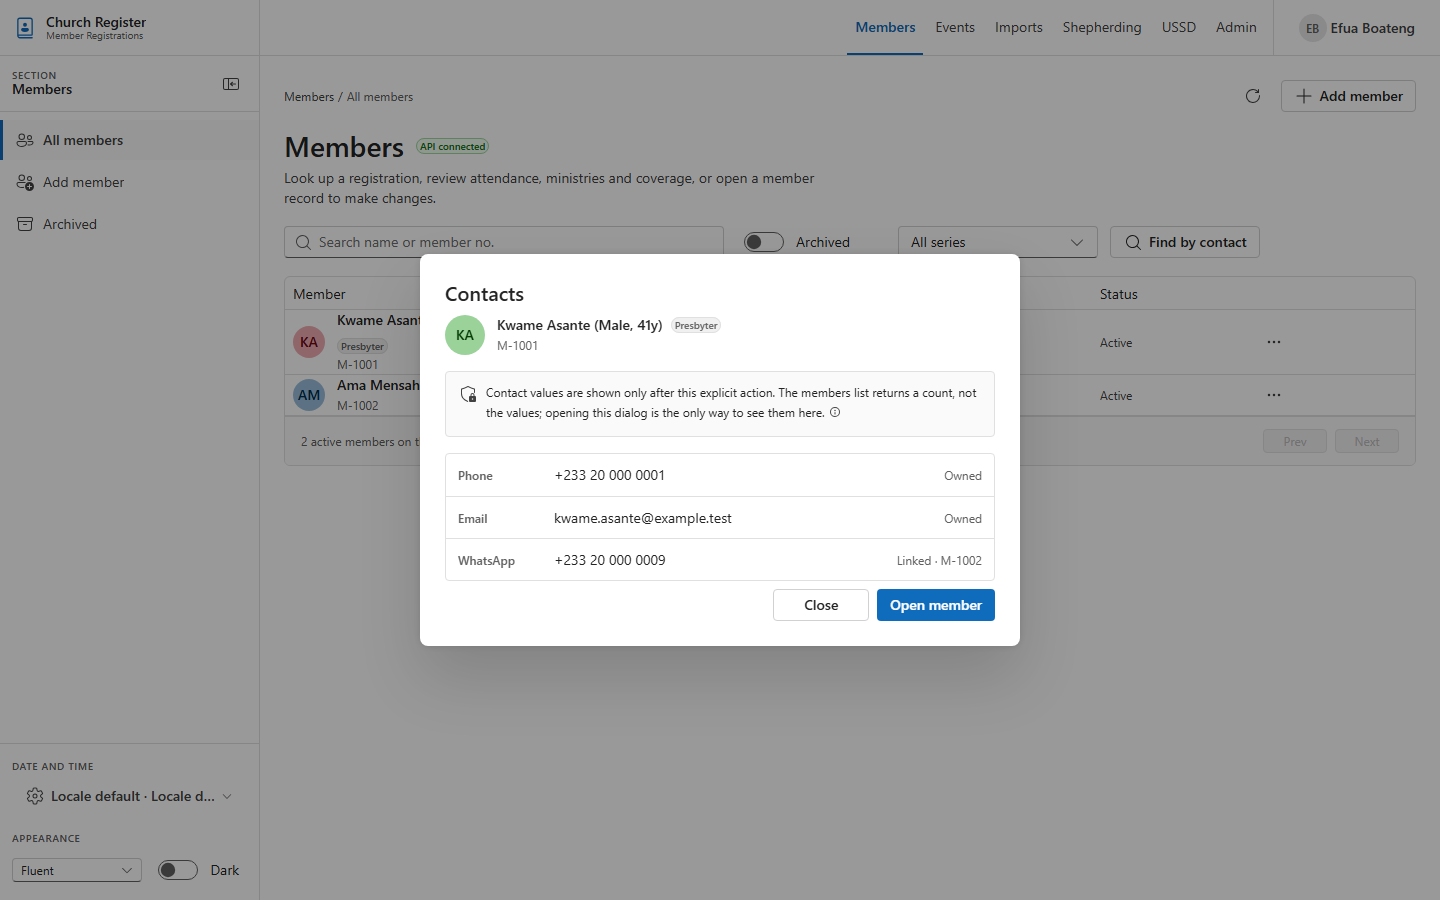 Church Register
Member Registrations
Members
Events
Imports
Shepherding
USSD
Admin
EB
Efua Boateng
SECTION
Members
All members
Add member
Archived
Members / All members
Add member
Members
API connected
Look up a registration, review attendance, ministries and coverage, or open a member
record to make changes.
Search name or member no.
Archived
All series
Find by contact
Member
Status
KA
Kwame Asant
Presbyter
M-1001
Active
AM
Ama Mensah
M-1002
Active
2 active members on t
Prev
Next
Contacts
KA
Kwame Asante (Male, 41y)
Presbyter
M-1001
Contact values are shown only after this explicit action. The members list returns a count, not
the values; opening this dialog is the only way to see them here.
Phone
+233 20 000 0001
Owned
Email
kwame.asante@example.test
Owned
WhatsApp
+233 20 000 0009
Linked · M-1002
Close
Open member
DATE AND TIME
Locale default · Locale d...
APPEARANCE
Fluent
Dark